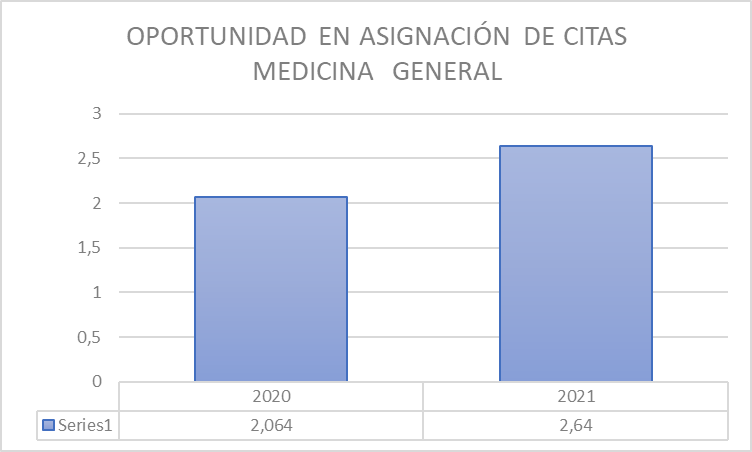 OPORTUNIDAD EN ASIGNACIÓN DE CITAS
MEDICINA GENERAL
3
2,5
2
1,5
1
0,5
0
2020 2021
Series1 2,064 2,64